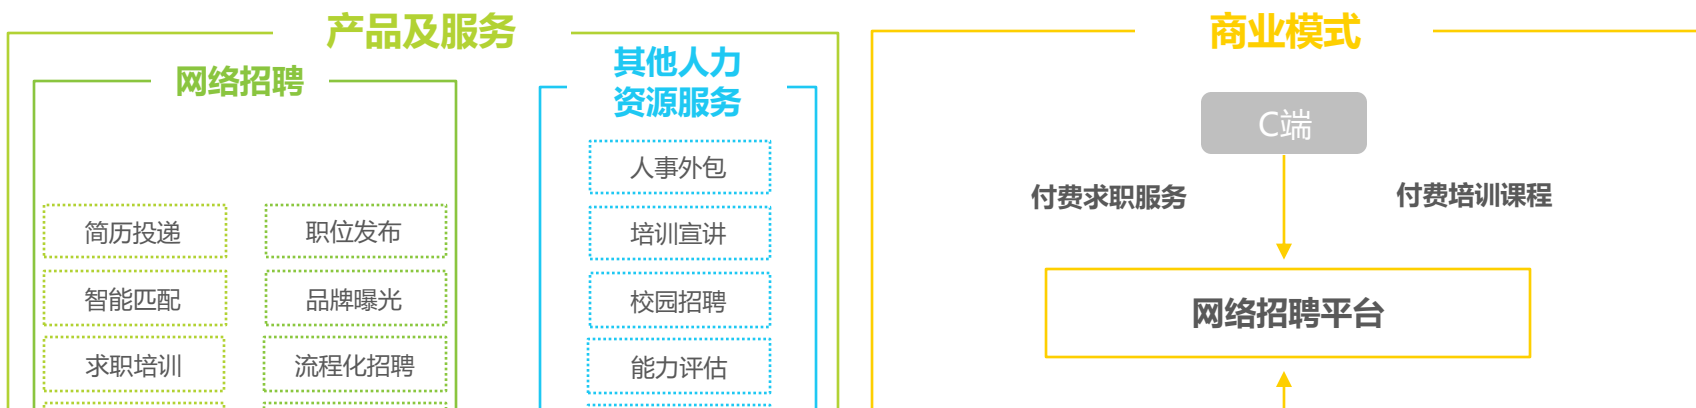 产品及服务
网络招聘
简历投递
职位发布
智能匹配
品牌曝光
求职培训
流程化招聘
其他人力
资源服务
人事外包
培训宣讲
校园招聘
能力评估
商业模式
C端
付费求职服务
付费培训课程
网络招聘平台